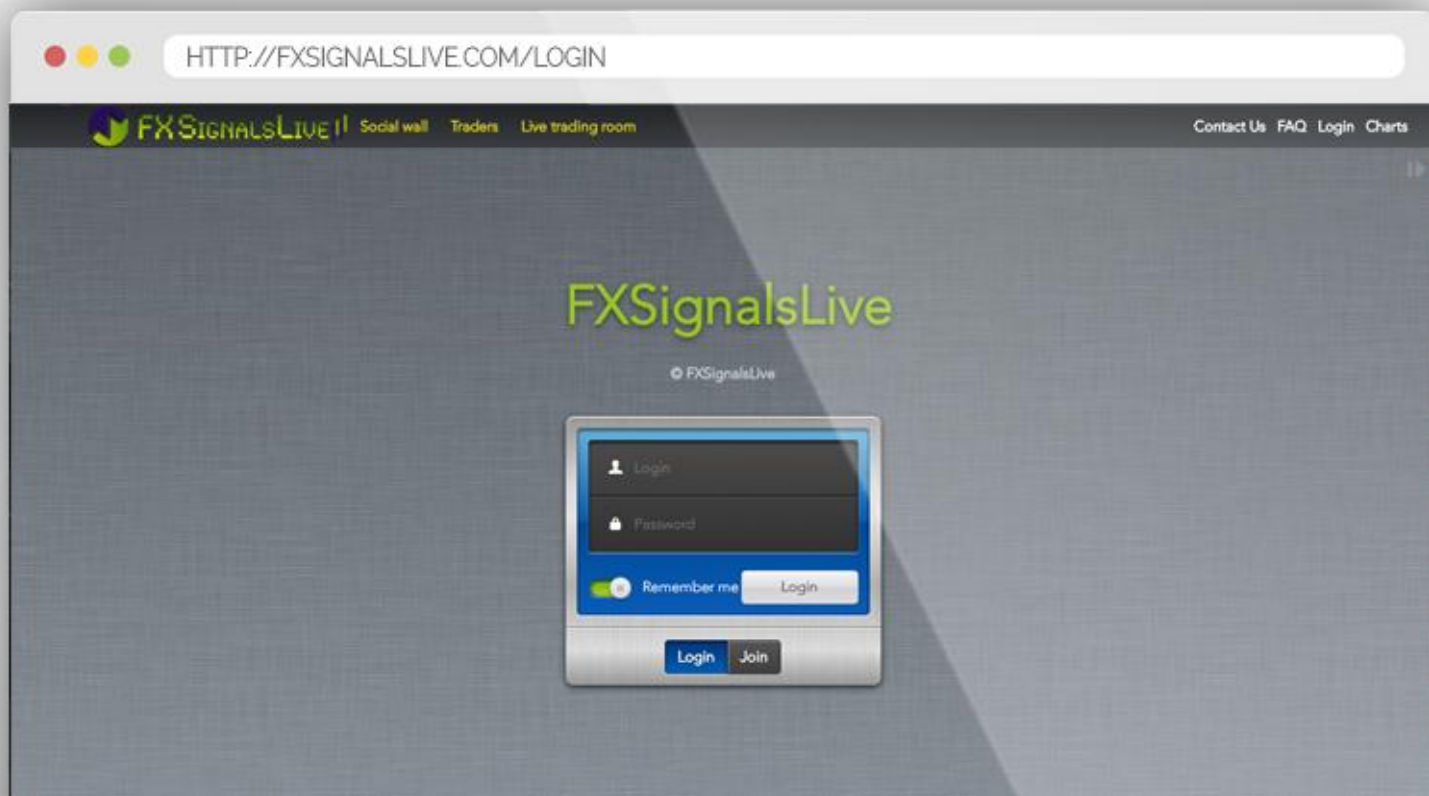 HTTP://FXSIGNALSLIVE.COM/LOGIN
FXSIGNALSLIVE Social wall Traders Live trading room Contact Us FAQ Login Charts
FXSignalsLive
© FXSignalsLive
Login
Password
Remember me Login
Login Join